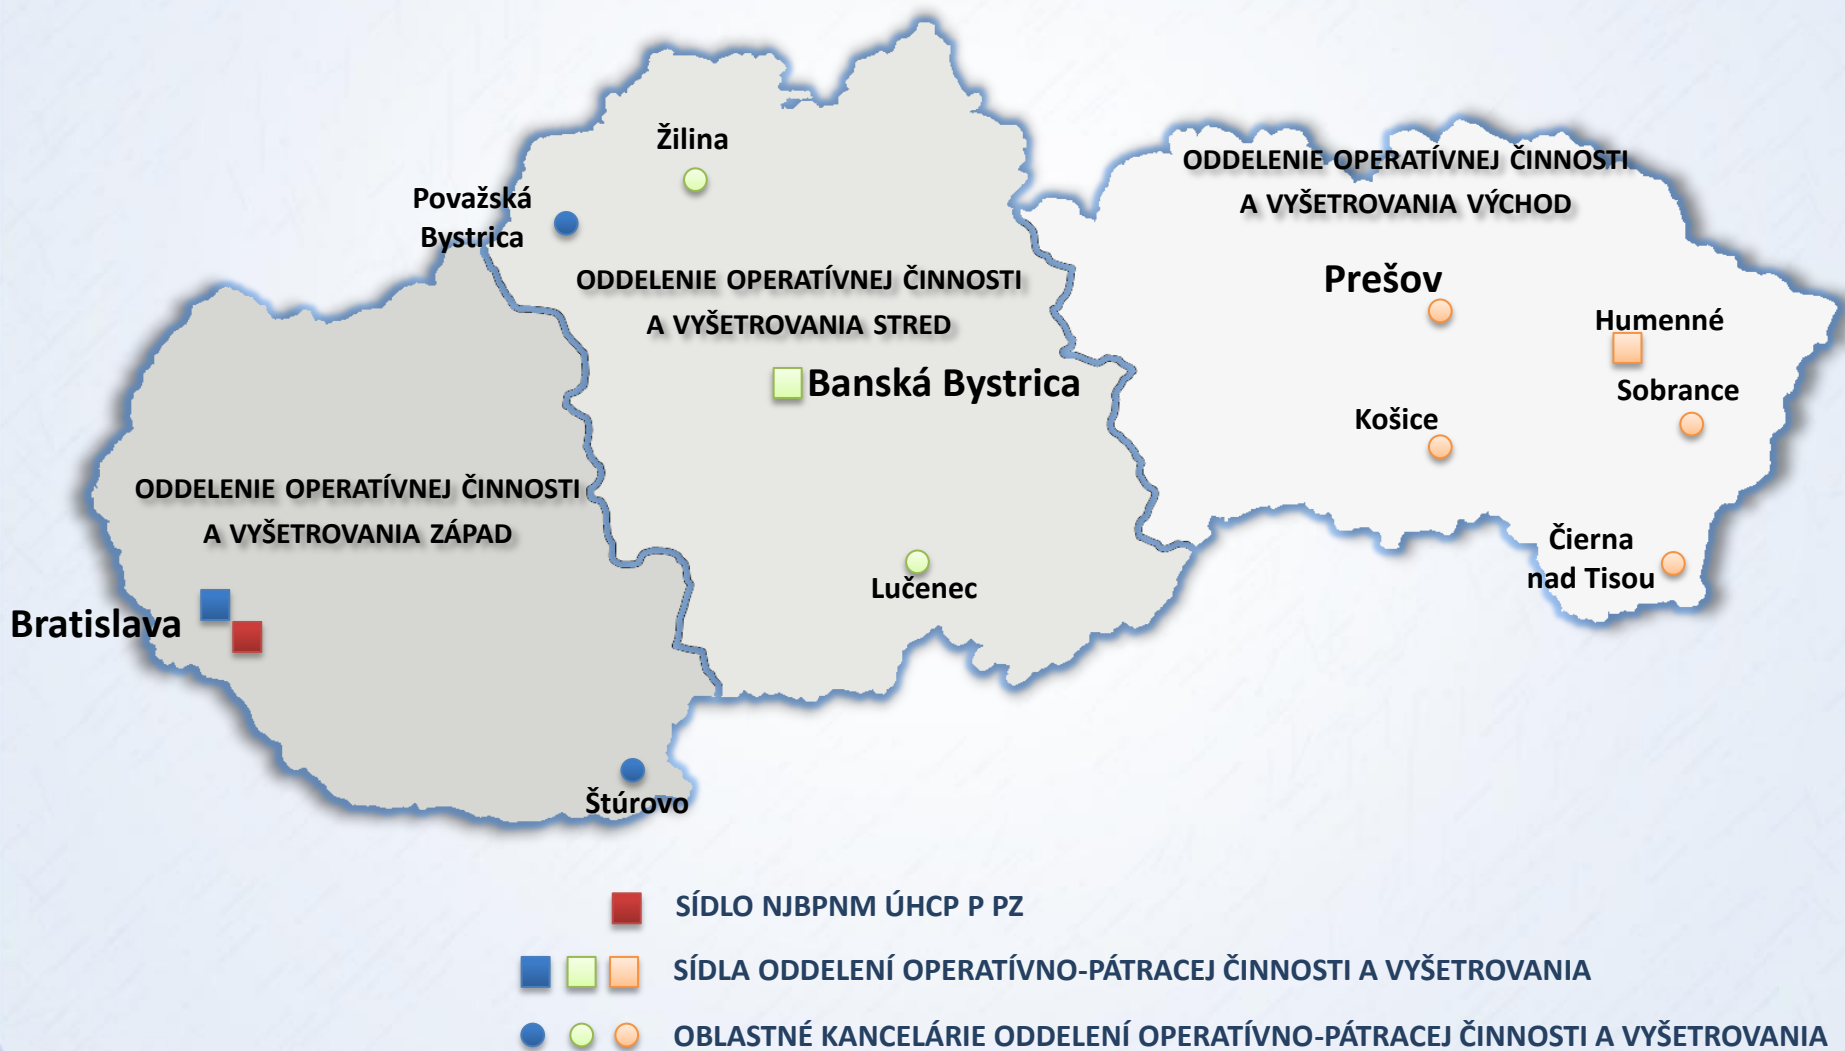 Žilina
Považská
Bystrica
ODDELENIE OPERATÍVNEJ ČINNOSTI
A VYŠETROVANIA VÝCHOD
ODDELENIE OPERATÍVNEJ ČINNOSTI
A VYŠETROVANIA STRED
Prešov
Humenné
Banská Bystrica
Sobrance
Košice
ODDELENIE OPERATÍVNEJ ČINNOSTI
A VYŠETROVANIA ZÁPAD
Čierna
nad Tisou
Lučenec
Bratislava
Štúrovo
SÍDLO NJBPNM ÚHCP P PZ
SÍDLA ODDELENÍ OPERATÍVNO-PÁTRACEJ ČINNOSTI A VYŠETROVANIA
OBLASTNÉ KANCELÁRIE ODDELENÍ OPERATÍVNO-PÁTRACEJ ČINNOSTI A VYŠETROVANIA